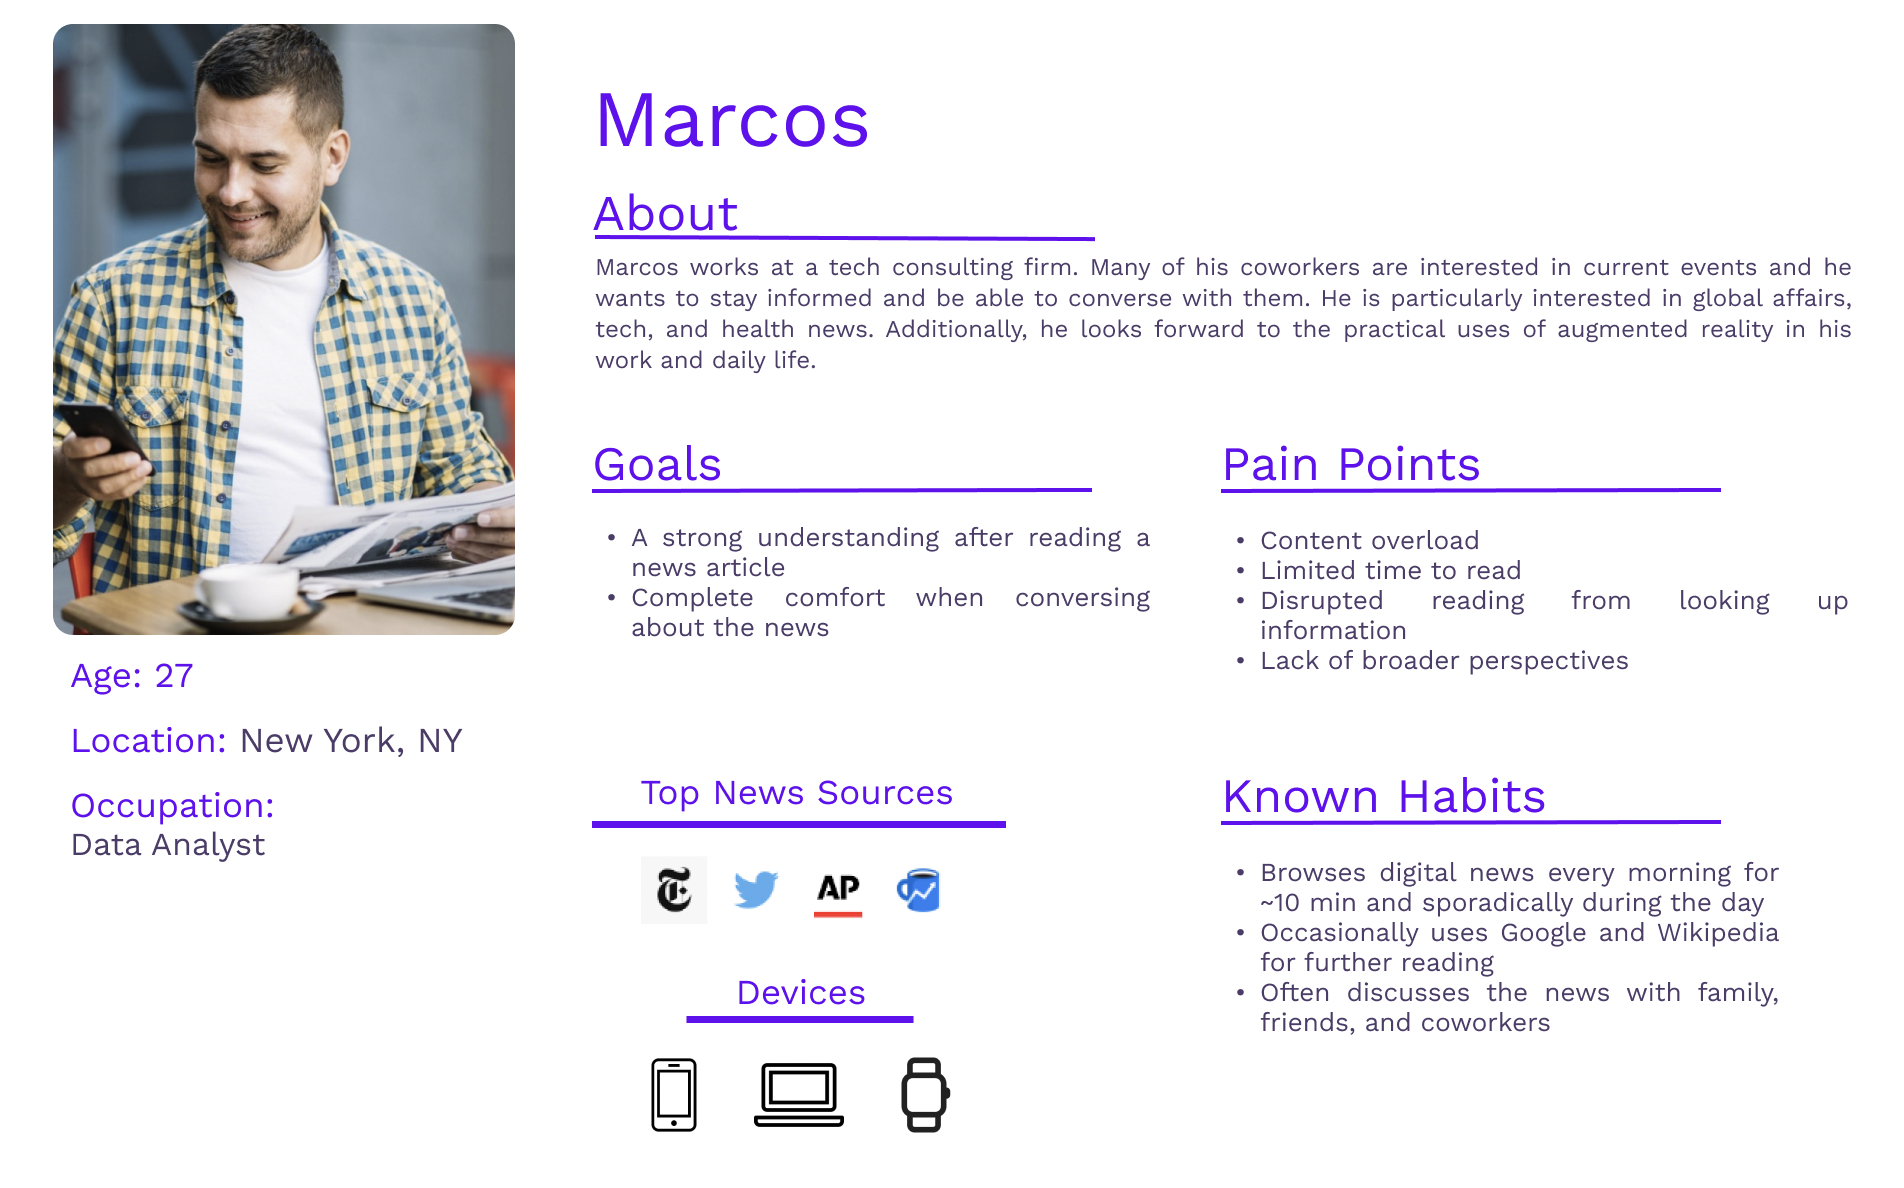 Marcos
About
Marcos works at a tech consulting firm. Many of his coworkers are interested in current events and he
wants to stay informed and be able to converse with them. He is particularly interested in global affairs,
tech, and health news. Additionally, he looks forward to the practical uses of augmented reality in his
work and daily life.
Age: 27
Location: New York, NY
Occupation:
Data Analyst
Goals
• A strong understanding after reading a
news article
• Complete comfort when conversing
about the news
Pain Points
• Content overload
• Limited time to read
• Disrupted reading from looking up
information
• Lack of broader perspectives
Top News Sources
T
AP
Devices
Known Habits
• Browses digital news every morning for
~10 min and sporadically during the day
• Occasionally uses Google and Wikipedia
for further reading
• Often discusses the news with family,
friends, and coworkers